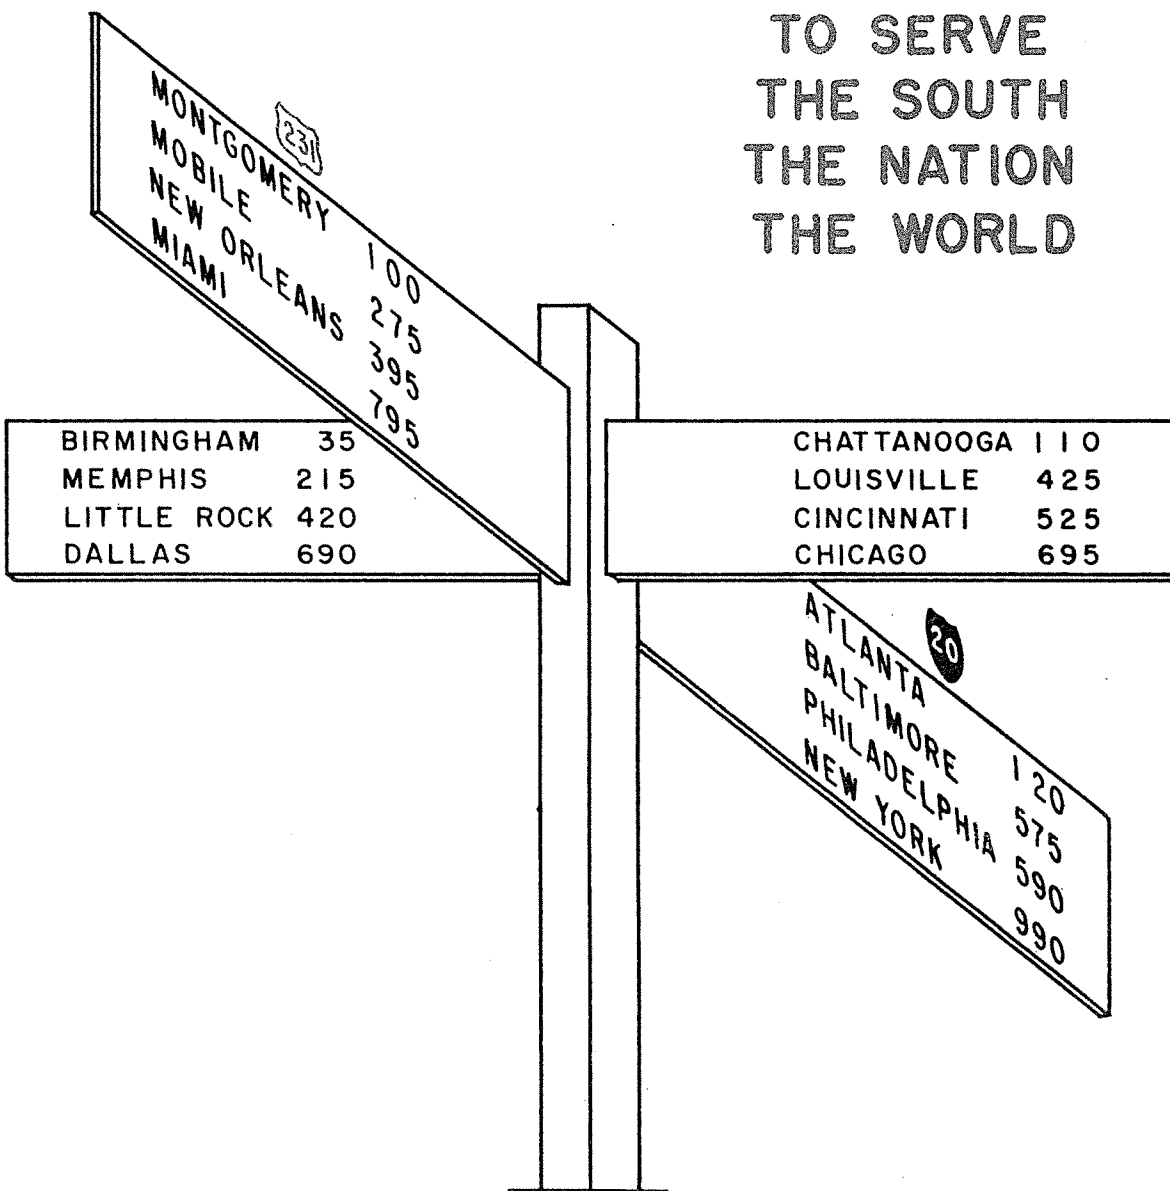 TO SERVE
THE SOUTH
THE NATION
THE WORLD
231
MONTGOMERY 100
MOBILE 275
NEW ORLEANS 395
MIAMI 795
BIRMINGHAM 35
MEMPHIS 215
LITTLE ROCK 420
DALLAS 690
CHATTANOOGA 110
LOUISVILLE 425
CINCINNATI 525
CHICAGO 695
20
ATLANTA 120
BALTIMORE 575
PHILADELPHIA 590
NEW YORK 990